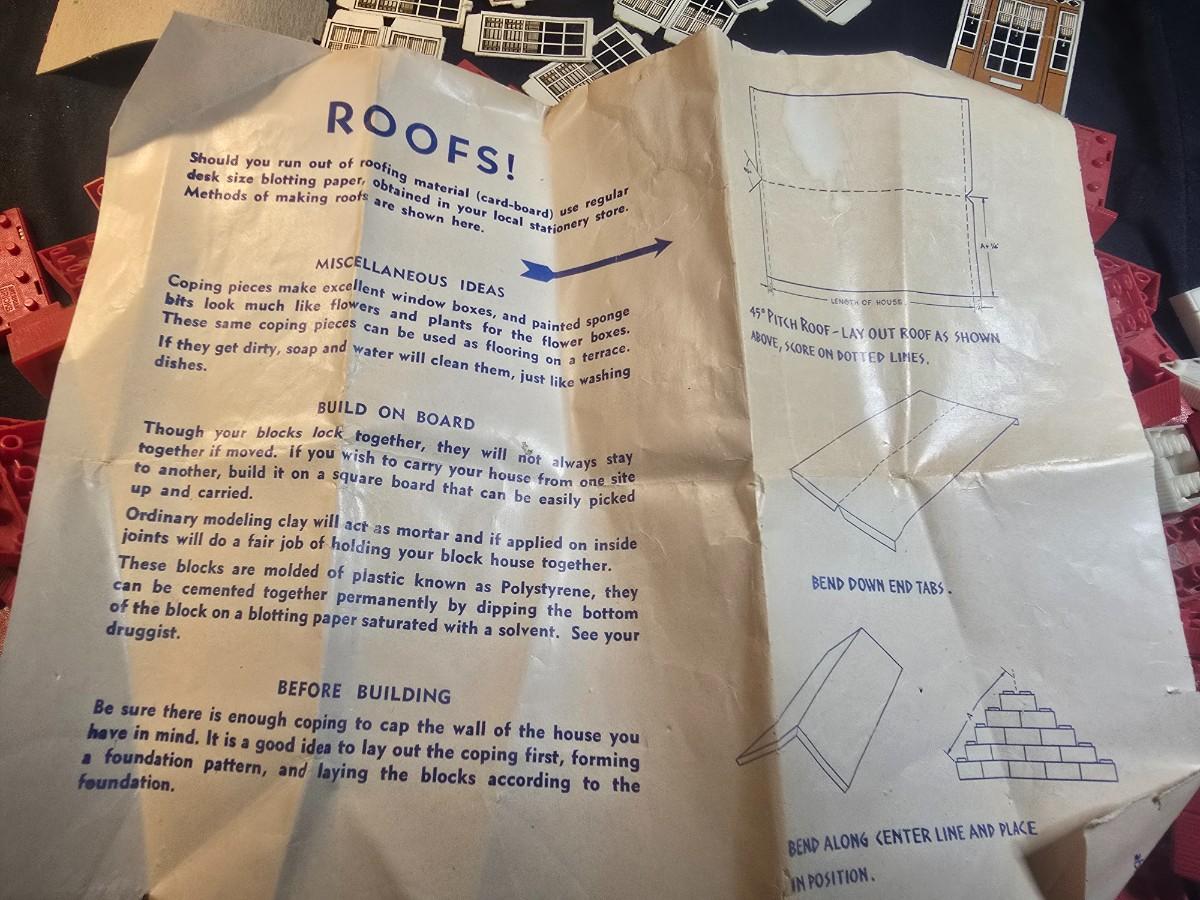 ROOFS!
Should you run out of roofing material (card-board) use regular
desk size blotting paper, obtained in your local stationery store.
Methods of making roofs are shown here.
MISCELLANEOUS IDEAS
Coping pieces make excellent window boxes, and painted sponge
bits look much like flowers and plants for the flower boxes.
These same coping pieces can be used as flooring on a terrace.
If they get dirty, soap and water will clean them, just like washing
dishes.
BUILD ON BOARD
Though your blocks lock together, they will not always stay
together if moved. If you wish to carry your house from one site
to another, build it on a square board that can be easily picked
up and carried.
Ordinary modeling clay will act as mortar and if applied on inside
joints will do a fair job of holding your block house together.
These blocks are molded of plastic known as Polystyrene, they
can be cemented together permanently by dipping the bottom
of the block on a blotting paper saturated with a solvent. See your
druggist.
BEFORE BUILDING
Be sure there is enough coping to cap the wall of the house you
have in mind. It is a good idea to lay out the coping first, forming
a foundation pattern, and laying the blocks according to the
foundation.
LENGTH OF HOUSE
45° PITCH ROOF - LAY OUT ROOF AS SHOWN
ABOVE, SCORE ON DOTTED LINES.
BEND DOWN END TABS.
A
BEND ALONG CENTER LINE AND PLACE
IN POSITION.